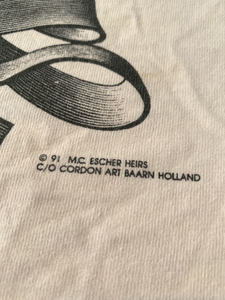 © 91 M.C. ESCHER HEIRS
C/O CORDON ART BAARN HOLLAND